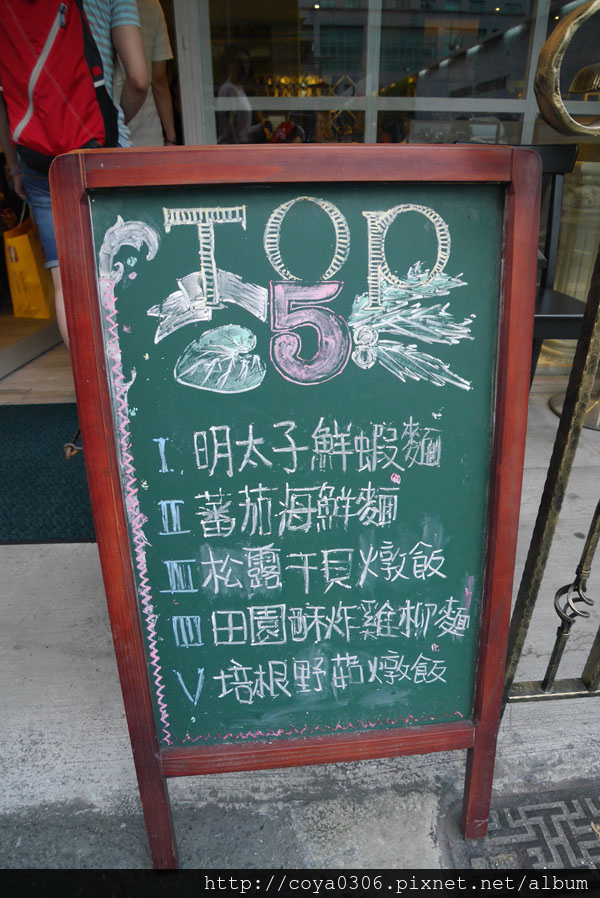 TOP
5
I 明太子鮮蝦麵
II 蕃茄海鮮麵
III 松露干貝燉飯
IIII 田園酥炸雞柳麵
V 培根野菇燉飯
http://coya0306.pixnet.net/album